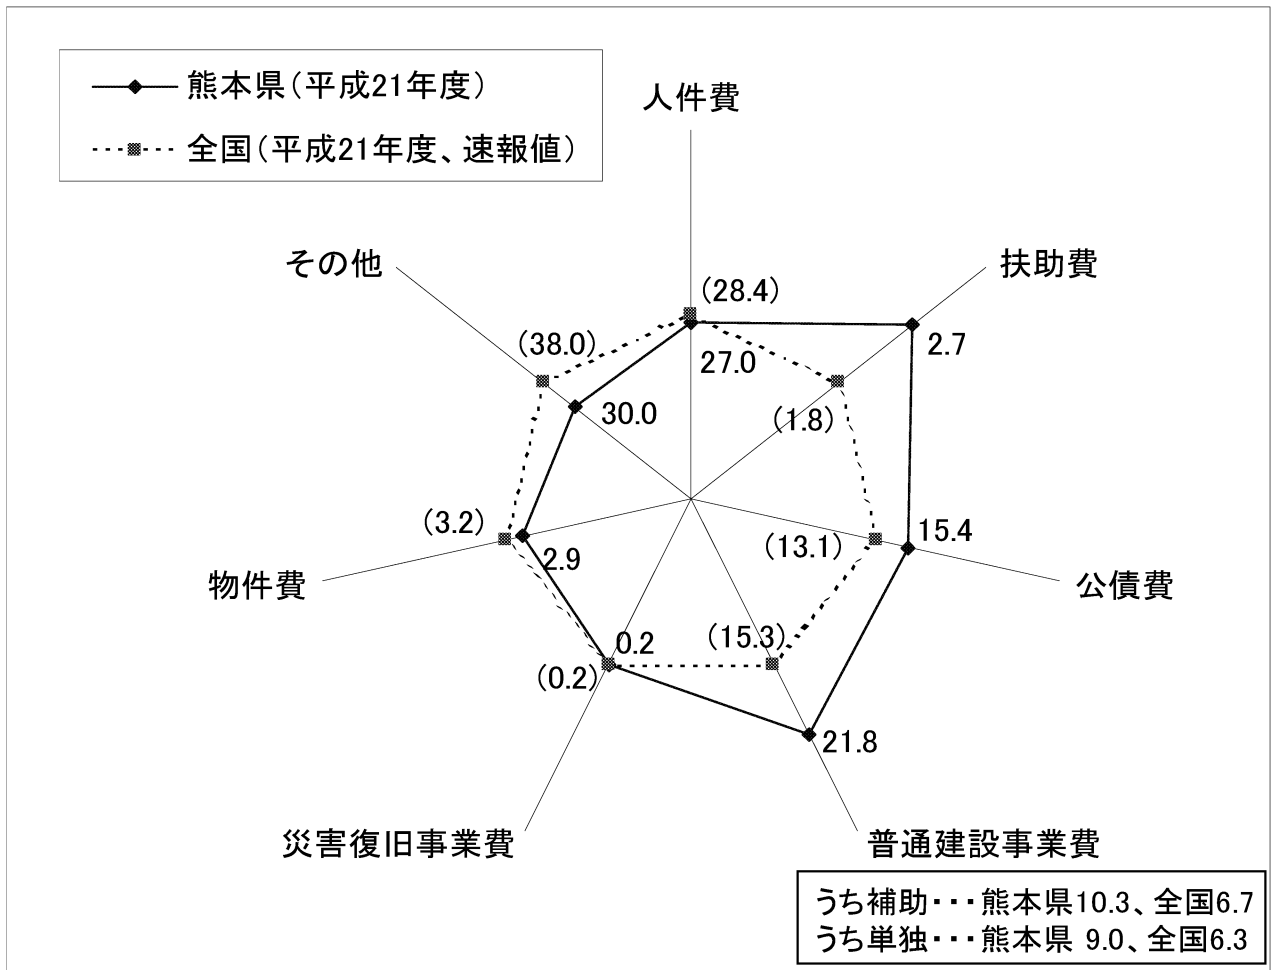 熊本県（平成21年度）
全国（平成21年度、速報値）
人件費
その他
扶助費
(28.4)
(38.0)
2.7
27.0
30.0
(1.8)
(3.2)
15.4
(13.1)
2.9
物件費
公債費
(15.3)
0.2
(0.2)
21.8
災害復旧事業費
普通建設事業費
うち補助・・・熊本県10.3、全国6.7
うち単独・・・熊本県 9.0、全国6.3